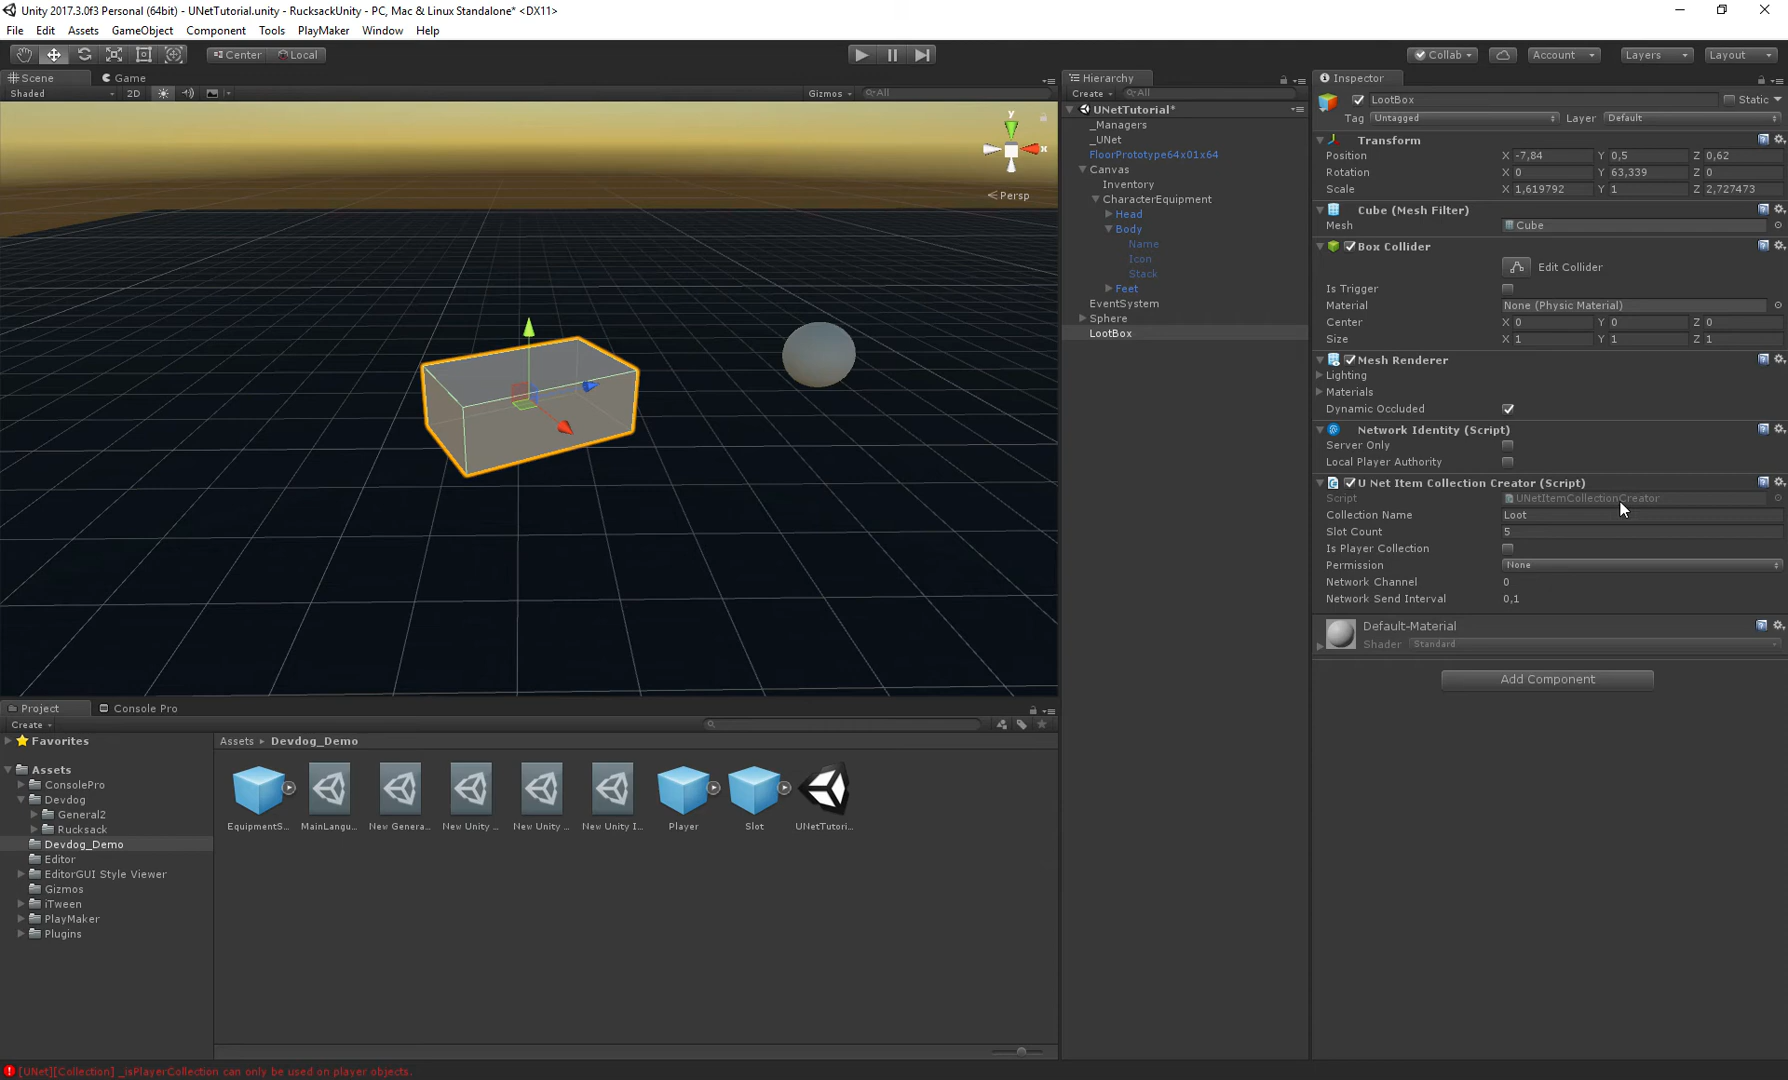 Unity 2017.3.0f3 Personal (64bit) - UNetTutorial.unity - RucksackUnity - PC, Mac & Linux Standalone* <DX11>
File Edit Assets GameObject Component Tools PlayMaker Window Help
Center Local Collab Account Layers Layout
Scene Game
Shaded 2D Gizmos All
y
x
Persp
Hierarchy
Create All
UNetTutorial*
_Managers
_UNet
FloorPrototype64x01x64
Canvas
Inventory
CharacterEquipment
Head
Body
Name
Icon
Stack
Feet
EventSystem
Sphere
LootBox
Inspector
LootBox Static
Tag Untagged Layer Default
Transform
Position X -7,84 Y 0,5 Z 0,62
Rotation X 0 Y 63,339 Z 0
Scale X 1,619792 Y 1 Z 2,727473
Cube (Mesh Filter)
Mesh Cube
Box Collider
Edit Collider
Is Trigger
Material None (Physic Material)
Center X 0 Y 0 Z 0
Size X 1 Y 1 Z 1
Mesh Renderer
Lighting
Materials
Dynamic Occluded
Network Identity (Script)
Server Only
Local Player Authority
U Net Item Collection Creator (Script)
Script UNetItemCollectionCreator
Collection Name Loot
Slot Count 5
Is Player Collection
Permission None
Network Channel 0
Network Send Interval 0,1
Default-Material
Shader Standard
Add Component
Project Console Pro
Create
Favorites
Assets
ConsolePro
Devdog
General2
Rucksack
Devdog_Demo
Editor
EditorGUI Style Viewer
Gizmos
iTween
PlayMaker
Plugins
Assets Devdog_Demo
EquipmentS... MainLangu... New Genera... New Unity ... New Unity ... New Unity I... Player Slot UNetTutori...
[UNet][Collection] _isPlayerCollection can only be used on player objects.